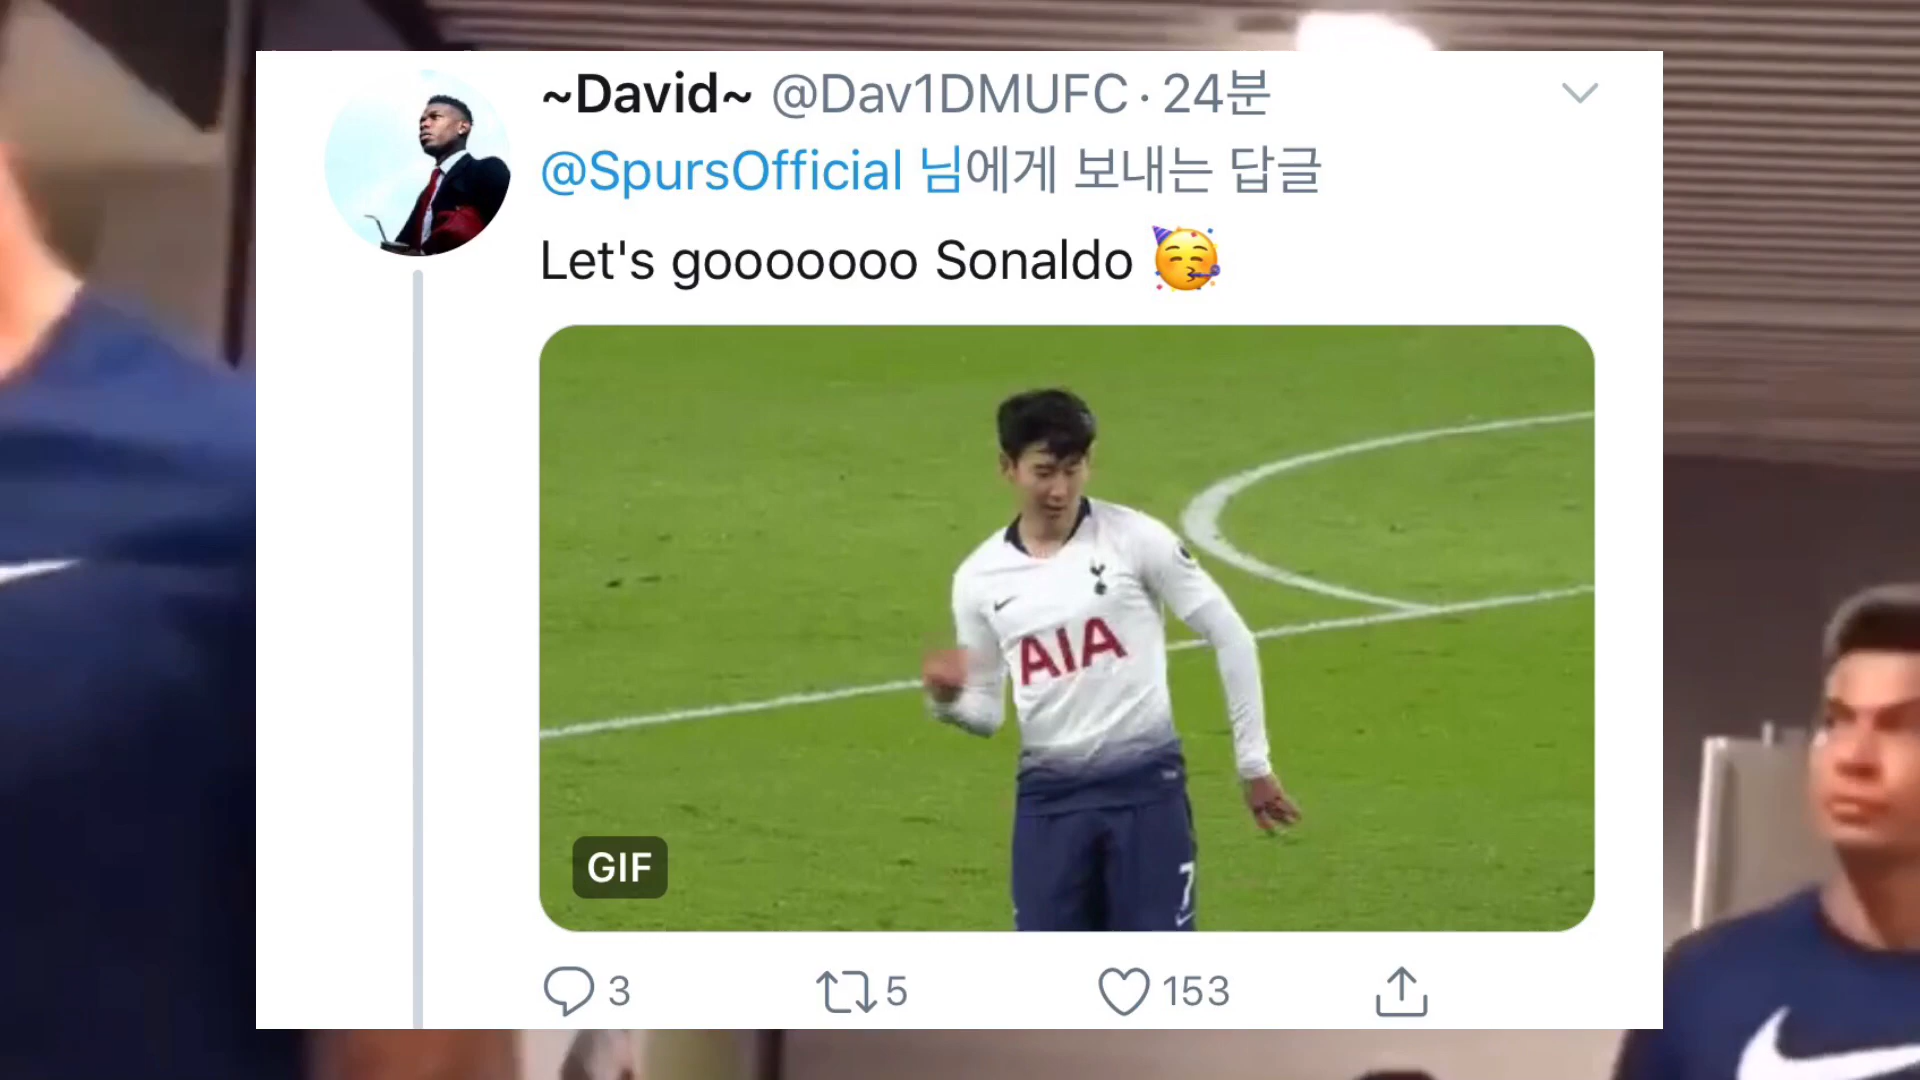 ~David~ @Dav1DMUFC · 24분
@SpursOfficial 님에게 보내는 답글
Let's gooooooo Sonaldo 🥳
AIA
7
GIF
3 5 153